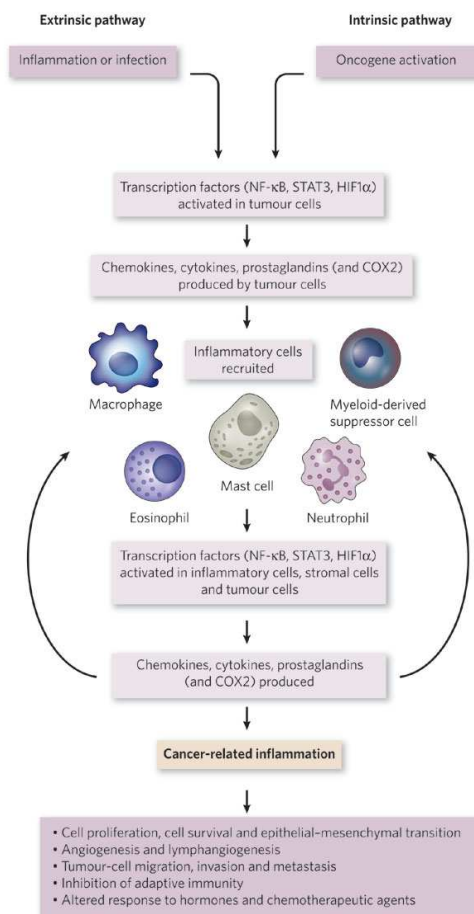 Extrinsic pathway
Intrinsic pathway
Inflammation or infection
Oncogene activation
Transcription factors (NF-κB, STAT3, HIF1α)
activated in tumour cells
Chemokines, cytokines, prostaglandins (and COX2)
produced by tumour cells
Inflammatory cells
recruited
Macrophage
Myeloid-derived
suppressor cell
Mast cell
Eosinophil
Neutrophil
Transcription factors (NF-κB, STAT3, HIF1α)
activated in inflammatory cells, stromal cells
and tumour cells
Chemokines, cytokines, prostaglandins
(and COX2) produced
Cancer-related inflammation
• Cell proliferation, cell survival and epithelial–mesenchymal transition
• Angiogenesis and lymphangiogenesis
• Tumour-cell migration, invasion and metastasis
• Inhibition of adaptive immunity
• Altered response to hormones and chemotherapeutic agents